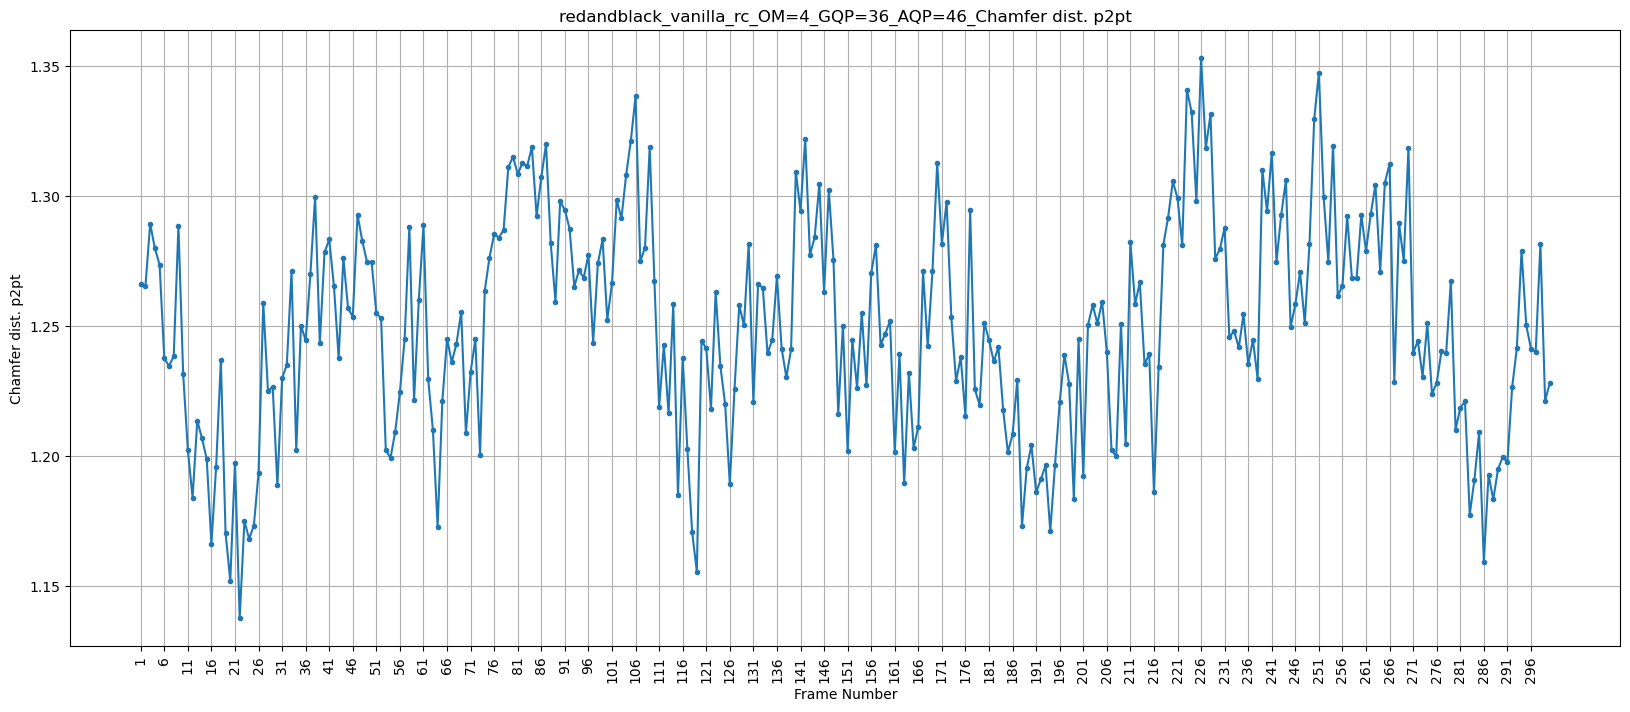 redandblack_vanilla_rc_OM=4_GQP=36_AQP=46_Chamfer dist. p2pt
Chamfer dist. p2pt
1.35
1.30
1.25
1.20
1.15
1 6 11 16 21 26 31 36 41 46 51 56 61 66 71 76 81 86 91 96 101 106 111 116 121 126 131 136 141 146 151 156 161 166 171 176 181 186 191 196 201 206 211 216 221 226 231 236 241 246 251 256 261 266 271 276 281 286 291 296
Frame Number